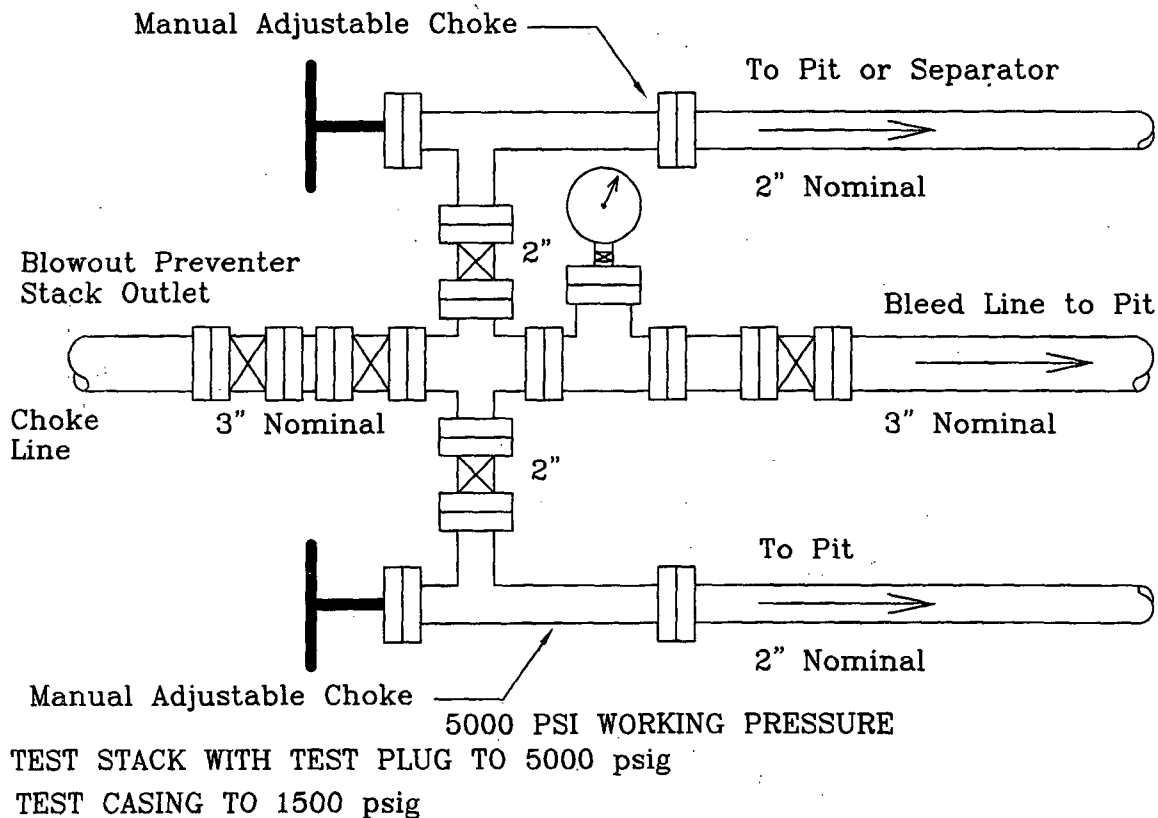 Manual Adjustable Choke
To Pit or Separator
2" Nominal
2"
Blowout Preventer
Stack Outlet
Bleed Line to Pit
Choke
Line
3" Nominal
3" Nominal
2"
To Pit
2" Nominal
Manual Adjustable Choke
5000 PSI WORKING PRESSURE
TEST STACK WITH TEST PLUG TO 5000 psig
TEST CASING TO 1500 psig